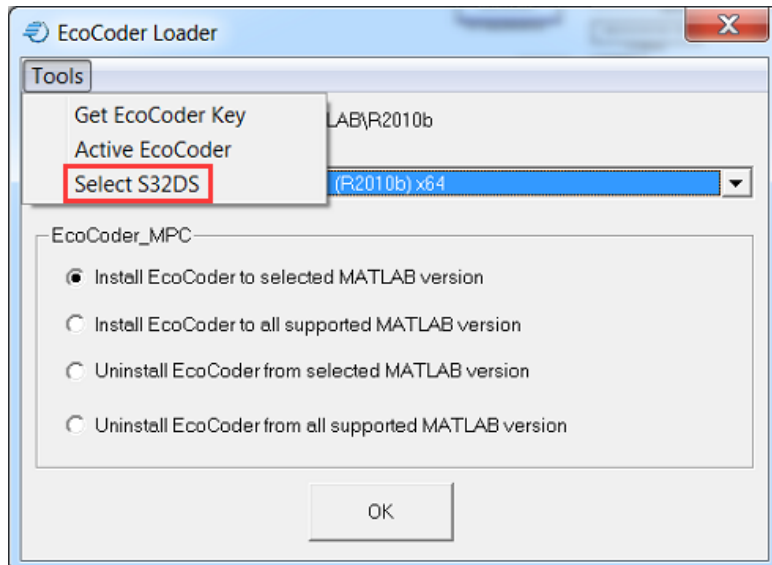 EcoCoder Loader
Tools
Get EcoCoder Key
LAB\R2010b
Active EcoCoder
Select S32DS
(R2010b) x64
EcoCoder_MPC
Install EcoCoder to selected MATLAB version
Install EcoCoder to all supported MATLAB version
Uninstall EcoCoder from selected MATLAB version
Uninstall EcoCoder from all supported MATLAB version
OK